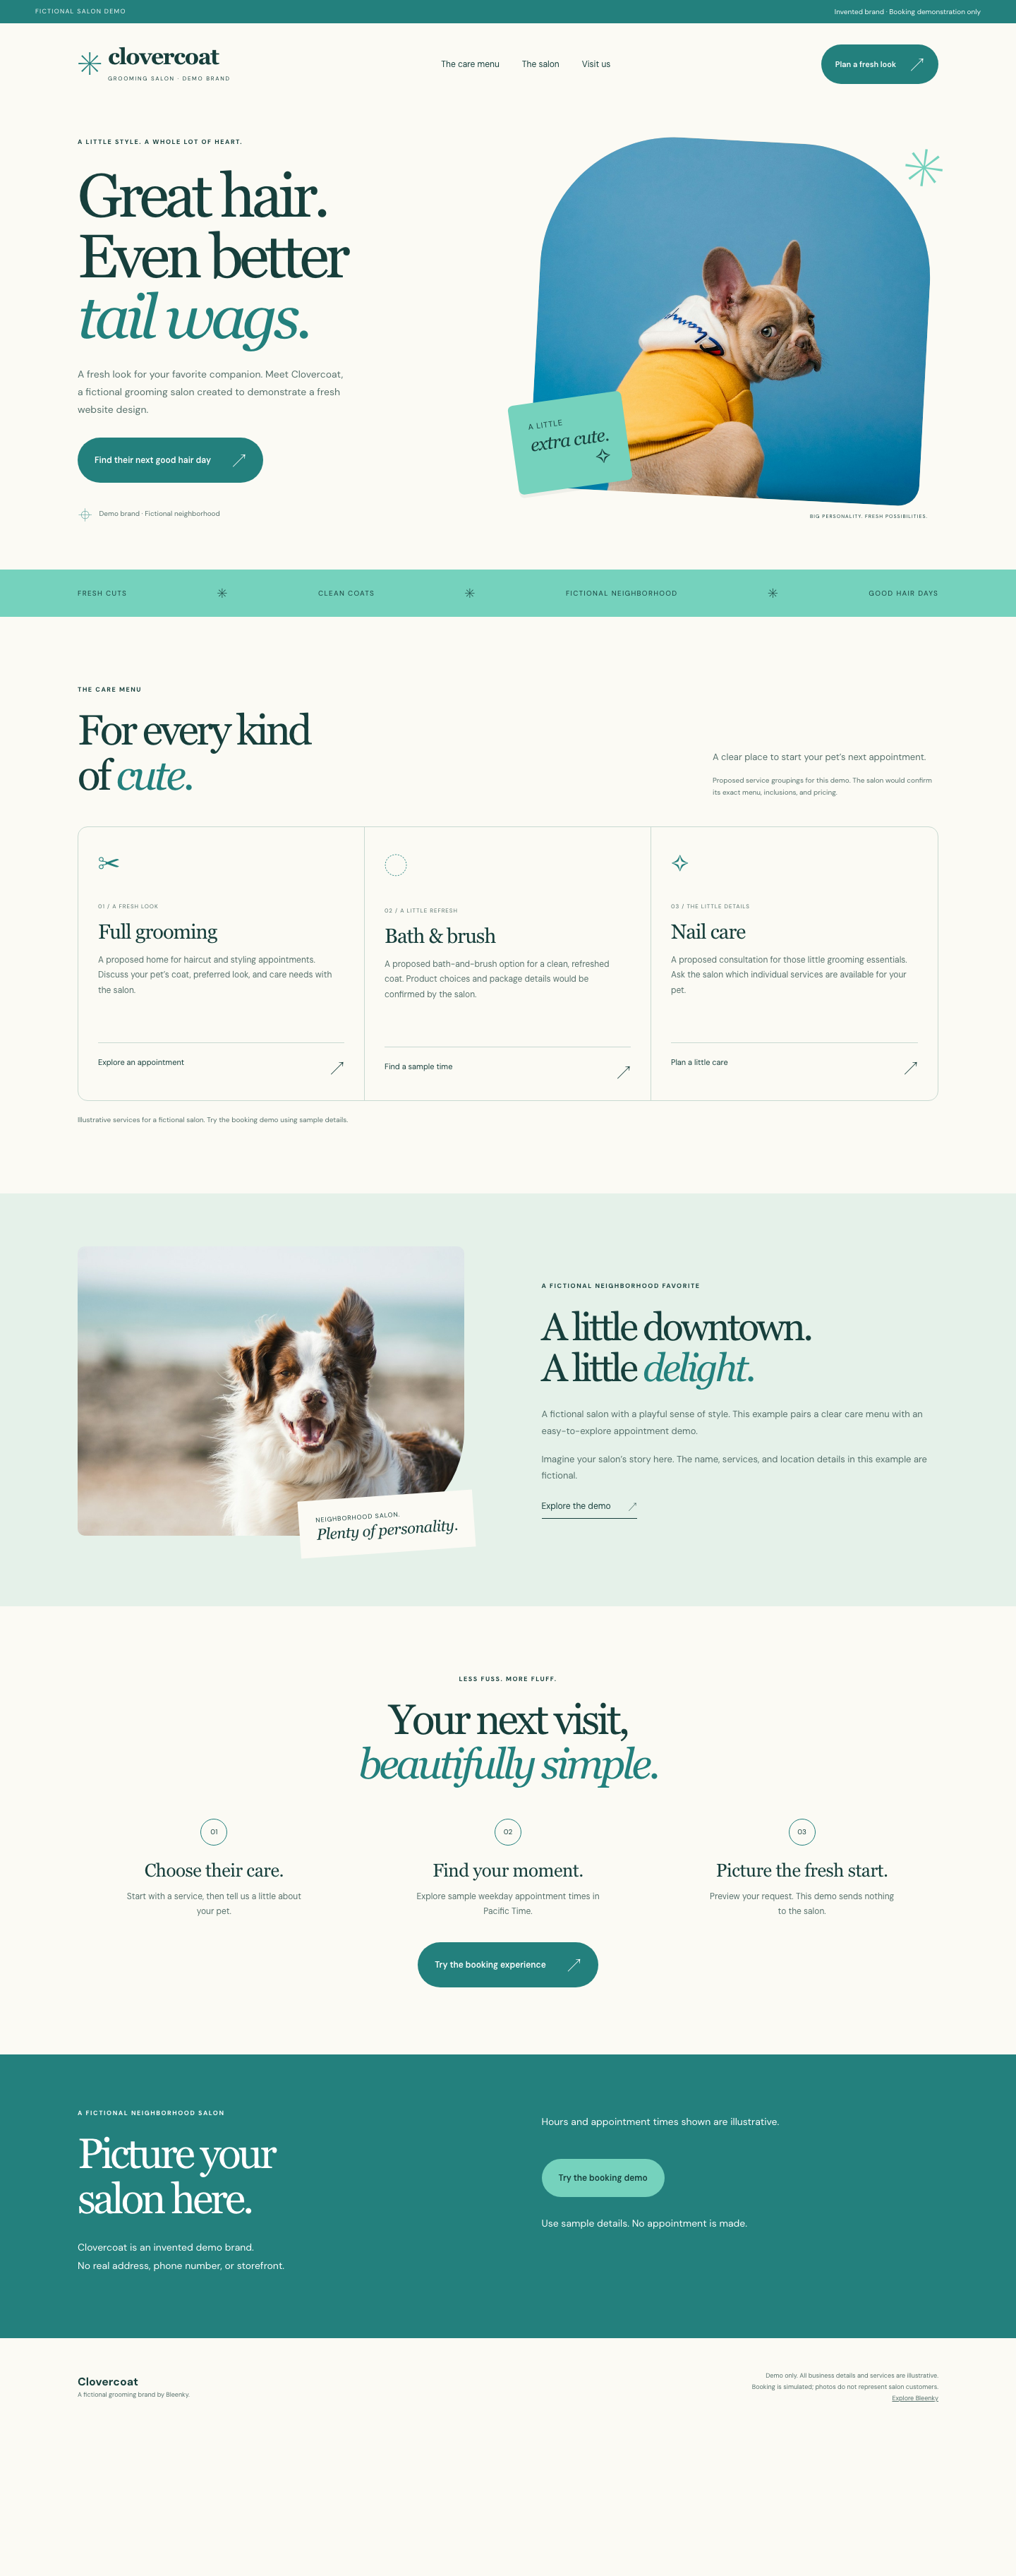 FICTIONAL SALON DEMO
Invented brand · Booking demonstration only
clovercoat
GROOMING SALON · DEMO BRAND
The care menu
The salon
Visit us
Plan a fresh look
A LITTLE STYLE. A WHOLE LOT OF HEART.
Great hair.
Even better
tail wags.
A fresh look for your favorite companion. Meet Clovercoat,
a fictional grooming salon created to demonstrate a fresh
website design.
Find their next good hair day
Demo brand · Fictional neighborhood
A LITTLE
extra cute.
BIG PERSONALITY. FRESH POSSIBILITIES.
FRESH CUTS
CLEAN COATS
FICTIONAL NEIGHBORHOOD
GOOD HAIR DAYS
THE CARE MENU
For every kind
of cute.
A clear place to start your pet's next appointment.
Proposed service groupings for this demo. The salon would confirm
its exact menu, inclusions, and pricing.
01 / A FRESH LOOK
Full grooming
A proposed home for haircut and styling appointments.
Discuss your pet's coat, preferred look, and care needs with
the salon.
Explore an appointment
02 / A LITTLE REFRESH
Bath & brush
A proposed bath-and-brush option for a clean, refreshed
coat. Product choices and package details would be
confirmed by the salon.
Find a sample time
03 / THE LITTLE DETAILS
Nail care
A proposed consultation for those little grooming essentials.
Ask the salon which individual services are available for your
pet.
Plan a little care
Illustrative services for a fictional salon. Try the booking demo using sample details.
NEIGHBORHOOD SALON.
Plenty of personality.
A FICTIONAL NEIGHBORHOOD FAVORITE
A little downtown.
A little delight.
A fictional salon with a playful sense of style. This example pairs a clear care menu with an
easy-to-explore appointment demo.
Imagine your salon's story here. The name, services, and location details in this example are
fictional.
Explore the demo
LESS FUSS. MORE FLUFF.
Your next visit,
beautifully simple.
01
Choose their care.
Start with a service, then tell us a little about
your pet.
02
Find your moment.
Explore sample weekday appointment times in
Pacific Time.
03
Picture the fresh start.
Preview your request. This demo sends nothing
to the salon.
Try the booking experience
A FICTIONAL NEIGHBORHOOD SALON
Picture your
salon here.
Clovercoat is an invented demo brand.
No real address, phone number, or storefront.
Hours and appointment times shown are illustrative.
Try the booking demo
Use sample details. No appointment is made.
Clovercoat
A fictional grooming brand by Bleenky.
Demo only. All business details and services are illustrative.
Booking is simulated; photos do not represent salon customers.
Explore Bleenky